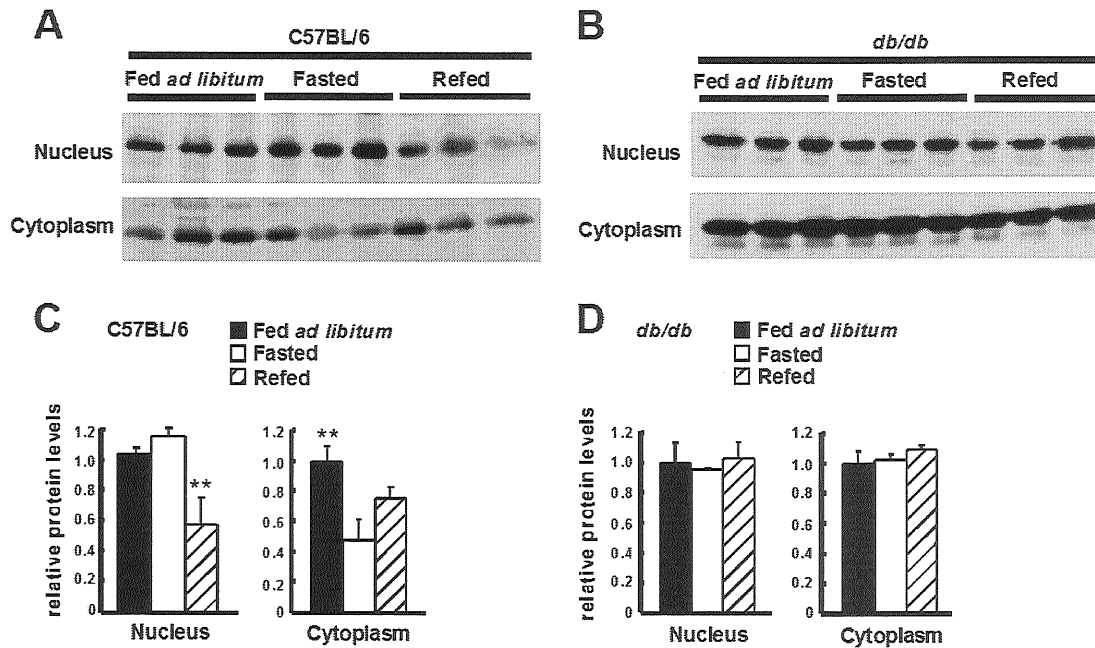 A
C57BL/6
Fed ad libitum Fasted Refed
Nucleus
Cytoplasm
B
db/db
Fed ad libitum Fasted Refed
Nucleus
Cytoplasm
C
C57BL/6
Fed ad libitum
Fasted
Refed
relative protein levels
1.2
1.0
0.8
0.6
0.4
0.2
0
**
Nucleus
1.2
1.0
0.8
0.6
0.4
0.2
0
**
Cytoplasm
D
db/db
Fed ad libitum
Fasted
Refed
relative protein levels
1.2
1.0
0.8
0.6
0.4
0.2
0
Nucleus
1.2
1.0
0.8
0.6
0.4
0.2
0
Cytoplasm